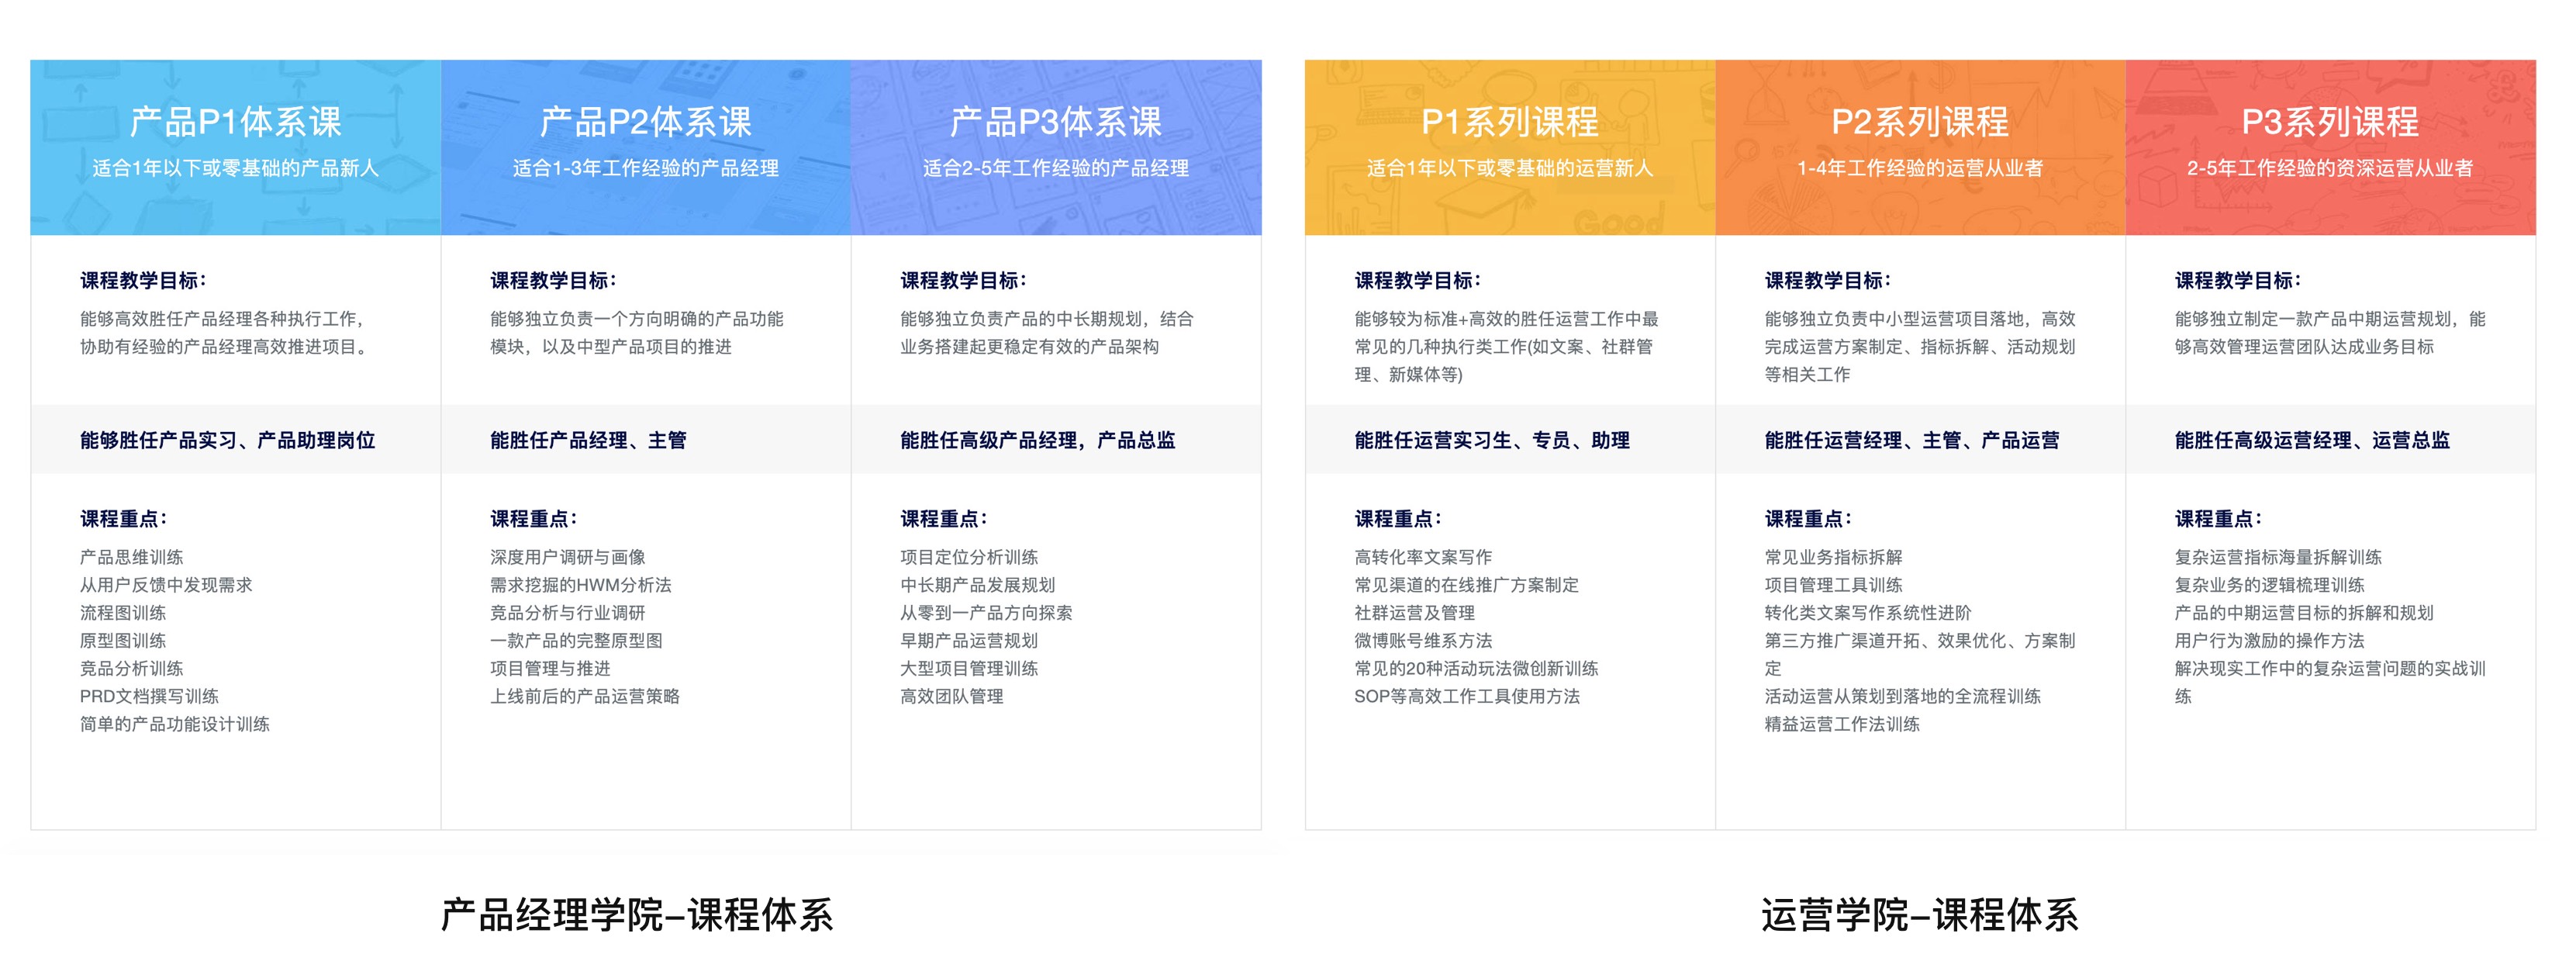 产品P1体系课
适合1年以下或零基础的产品新人
课程教学目标：
能够高效胜任产品经理各种执行工作，
协助有经验的产品经理高效推进项目。
能够胜任产品实习、产品助理岗位
课程重点：
产品思维训练
从用户反馈中发现需求
流程图训练
原型图训练
竞品分析训练
PRD文档撰写训练
简单的产品功能设计训练
产品P2体系课
适合1-3年工作经验的产品经理
课程教学目标：
能够独立负责一个方向明确的产品功能
模块，以及中型产品项目的推进
能胜任产品经理、主管
课程重点：
深度用户调研与画像
需求挖掘的HWM分析法
竞品分析与行业调研
一款产品的完整原型图
项目管理与推进
上线前后的产品运营策略
产品P3体系课
适合2-5年工作经验的产品经理
课程教学目标：
能够独立负责产品的中长期规划，结合
业务搭建起更稳定有效的产品架构
能胜任高级产品经理，产品总监
课程重点：
项目定位分析训练
中长期产品发展规划
从零到一产品方向探索
早期产品运营规划
大型项目管理训练
高效团队管理
产品经理学院–课程体系
P1系列课程
适合1年以下或零基础的运营新人
Good
课程教学目标：
能够较为标准+高效的胜任运营工作中最
常见的几种执行类工作(如文案、社群管
理、新媒体等)
能胜任运营实习生、专员、助理
课程重点：
高转化率文案写作
常见渠道的在线推广方案制定
社群运营及管理
微博账号维系方法
常见的20种活动玩法微创新训练
SOP等高效工作工具使用方法
P2系列课程
1-4年工作经验的运营从业者
课程教学目标：
能够独立负责中小型运营项目落地，高效
完成运营方案制定、指标拆解、活动规划
等相关工作
能胜任运营经理、主管、产品运营
课程重点：
常见业务指标拆解
项目管理工具训练
转化类文案写作系统性进阶
第三方推广渠道开拓、效果优化、方案制
定
活动运营从策划到落地的全流程训练
精益运营工作法训练
P3系列课程
2-5年工作经验的资深运营从业者
课程教学目标：
能够独立制定一款产品中期运营规划，能
够高效管理运营团队达成业务目标
能胜任高级运营经理、运营总监
课程重点：
复杂运营指标海量拆解训练
复杂业务的逻辑梳理训练
产品的中期运营目标的拆解和规划
用户行为激励的操作方法
解决现实工作中的复杂运营问题的实战训
练
运营学院–课程体系